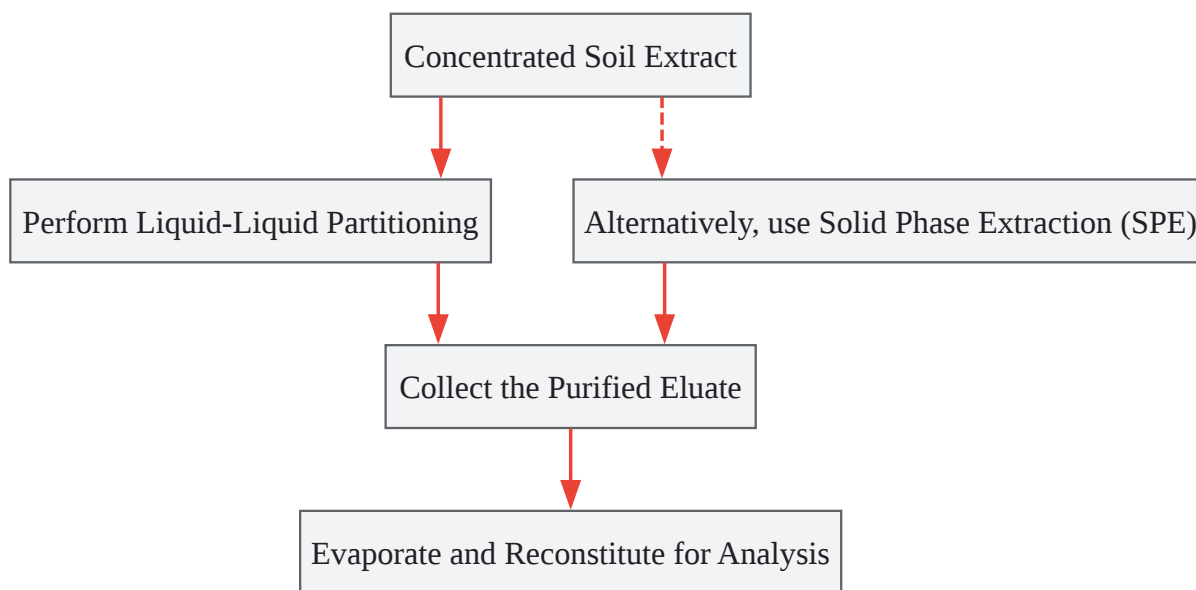 Concentrated Soil Extract
Perform Liquid-Liquid Partitioning
Alternatively, use Solid Phase Extraction (SPE)
Collect the Purified Eluate
Evaporate and Reconstitute for Analysis